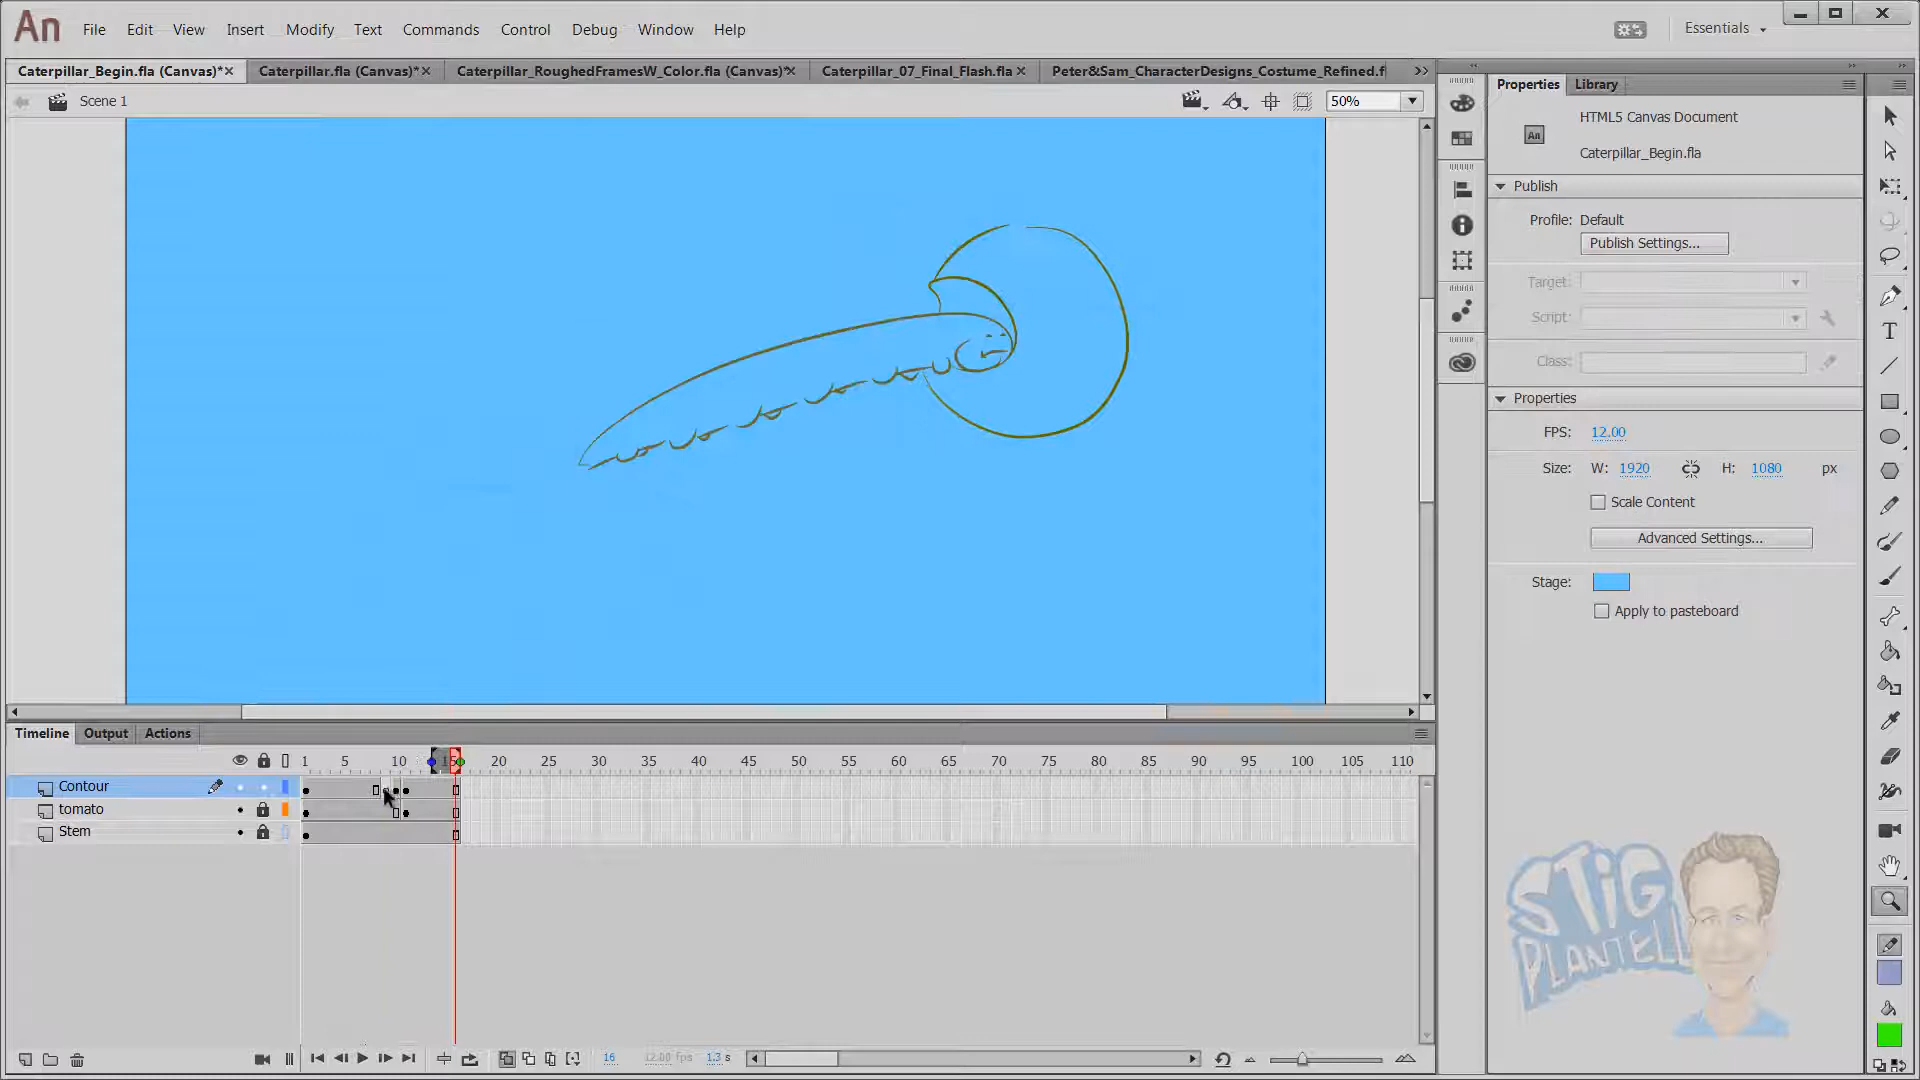 An File Edit View Insert Modify Text Commands Control Debug Window Help Essentials
Caterpillar_Begin.fla (Canvas)* Caterpillar.fla (Canvas)* Caterpillar_RoughedFramesW_Color.fla (Canvas)* Caterpillar_07_Final_Flash.fla Peter&Sam_CharacterDesigns_Costume_Refined.f
Scene 1 50%
Properties Library
HTML5 Canvas Document
An
Caterpillar_Begin.fla
Publish
Profile: Default
Publish Settings...
Target:
Script:
Class:
Properties
FPS: 12.00
Size: W: 1920 H: 1080 px
Scale Content
Advanced Settings...
Stage:
Apply to pasteboard
Timeline Output Actions
1 5 10 15 20 25 30 35 40 45 50 55 60 65 70 75 80 85 90 95 100 105 110
Contour
tomato
Stem
STiG
PLANTELL
16 12.00 fps 1.3 s